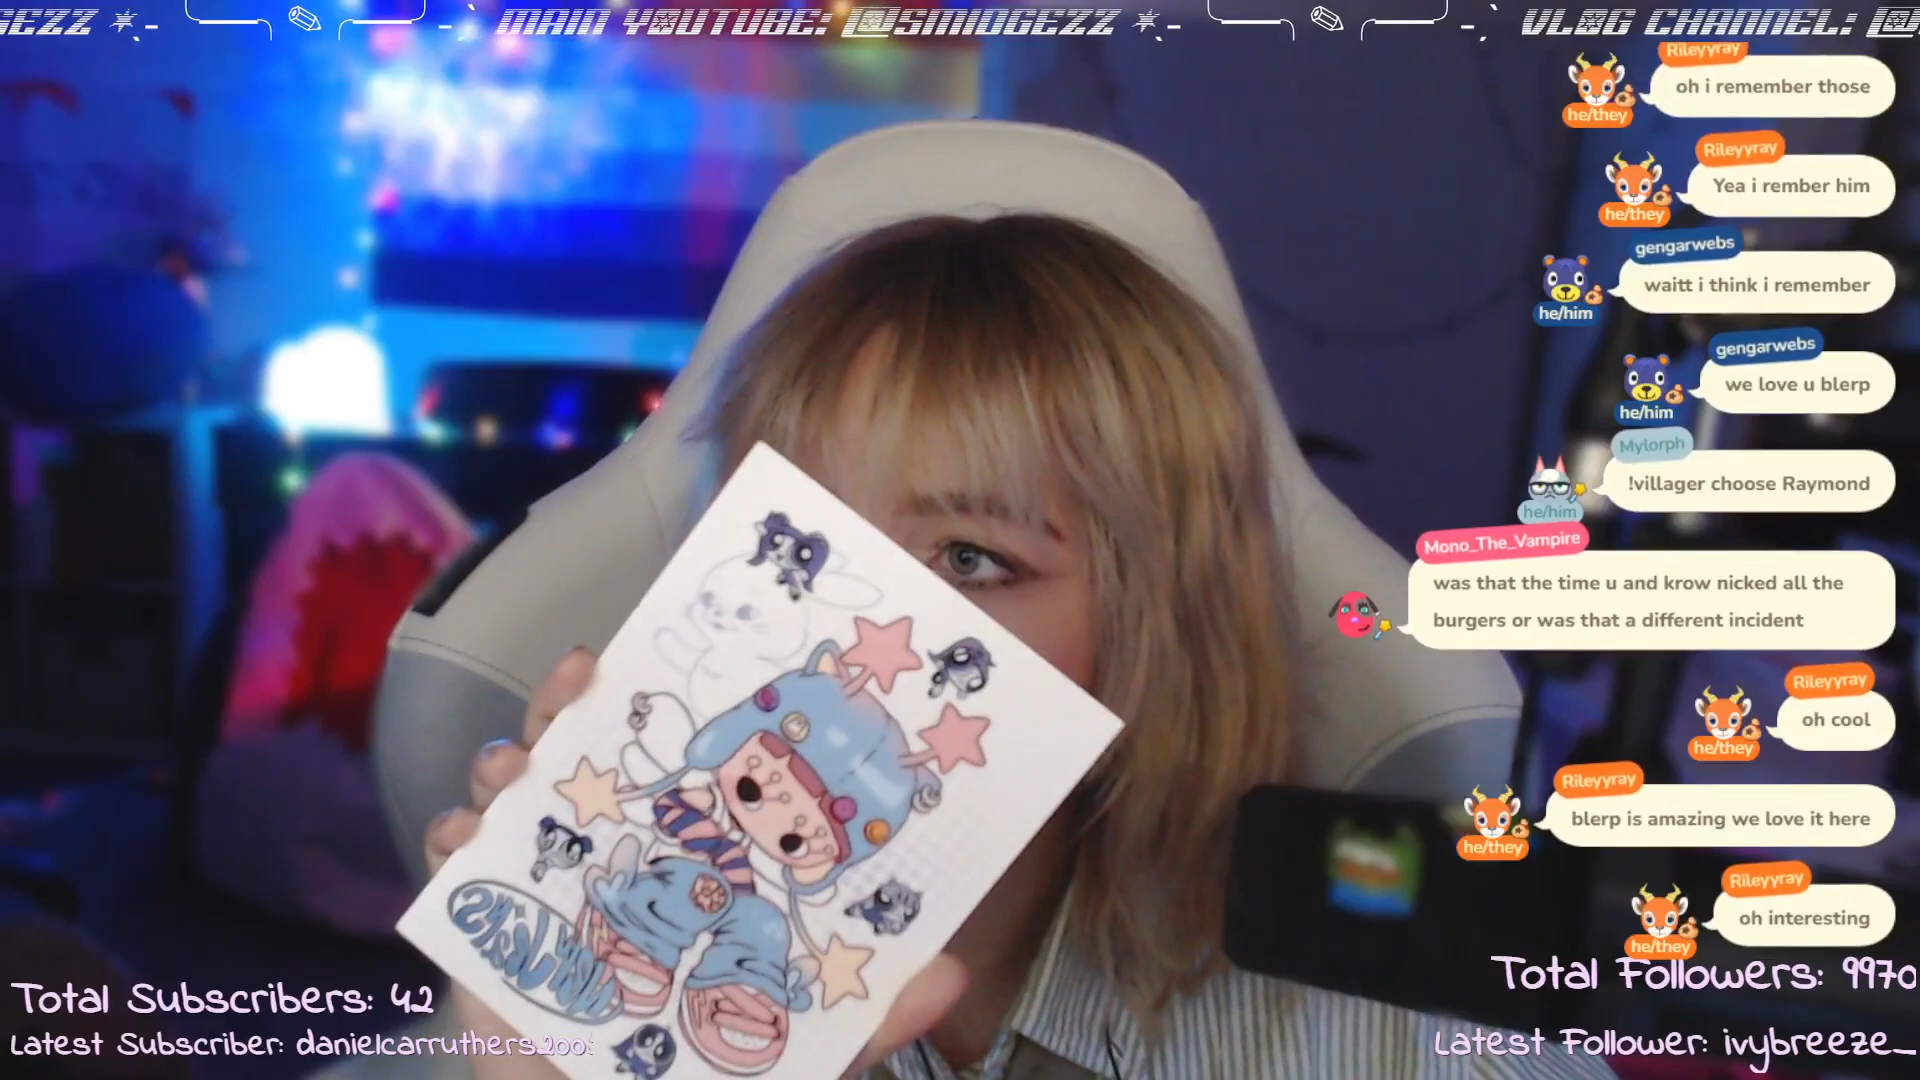 GEZZ
MAIN YOUTUBE: @SMIDGEZZ
VLOG CHANNEL: @
Rileyyray
oh i remember those
he/they
Rileyyray
Yea i rember him
he/they
gengarwebs
waitt i think i remember
he/him
gengarwebs
we love u blerp
he/him
Mylorph
!villager choose Raymond
he/him
Mono_The_Vampire
was that the time u and krow nicked all the
burgers or was that a different incident
Rileyyray
oh cool
he/they
Rileyyray
blerp is amazing we love it here
he/they
Rileyyray
oh interesting
he/they
Total Subscribers: 42
Latest Subscriber: danielcarruthers200
Total Followers: 9970
Latest Follower: ivybreeze_